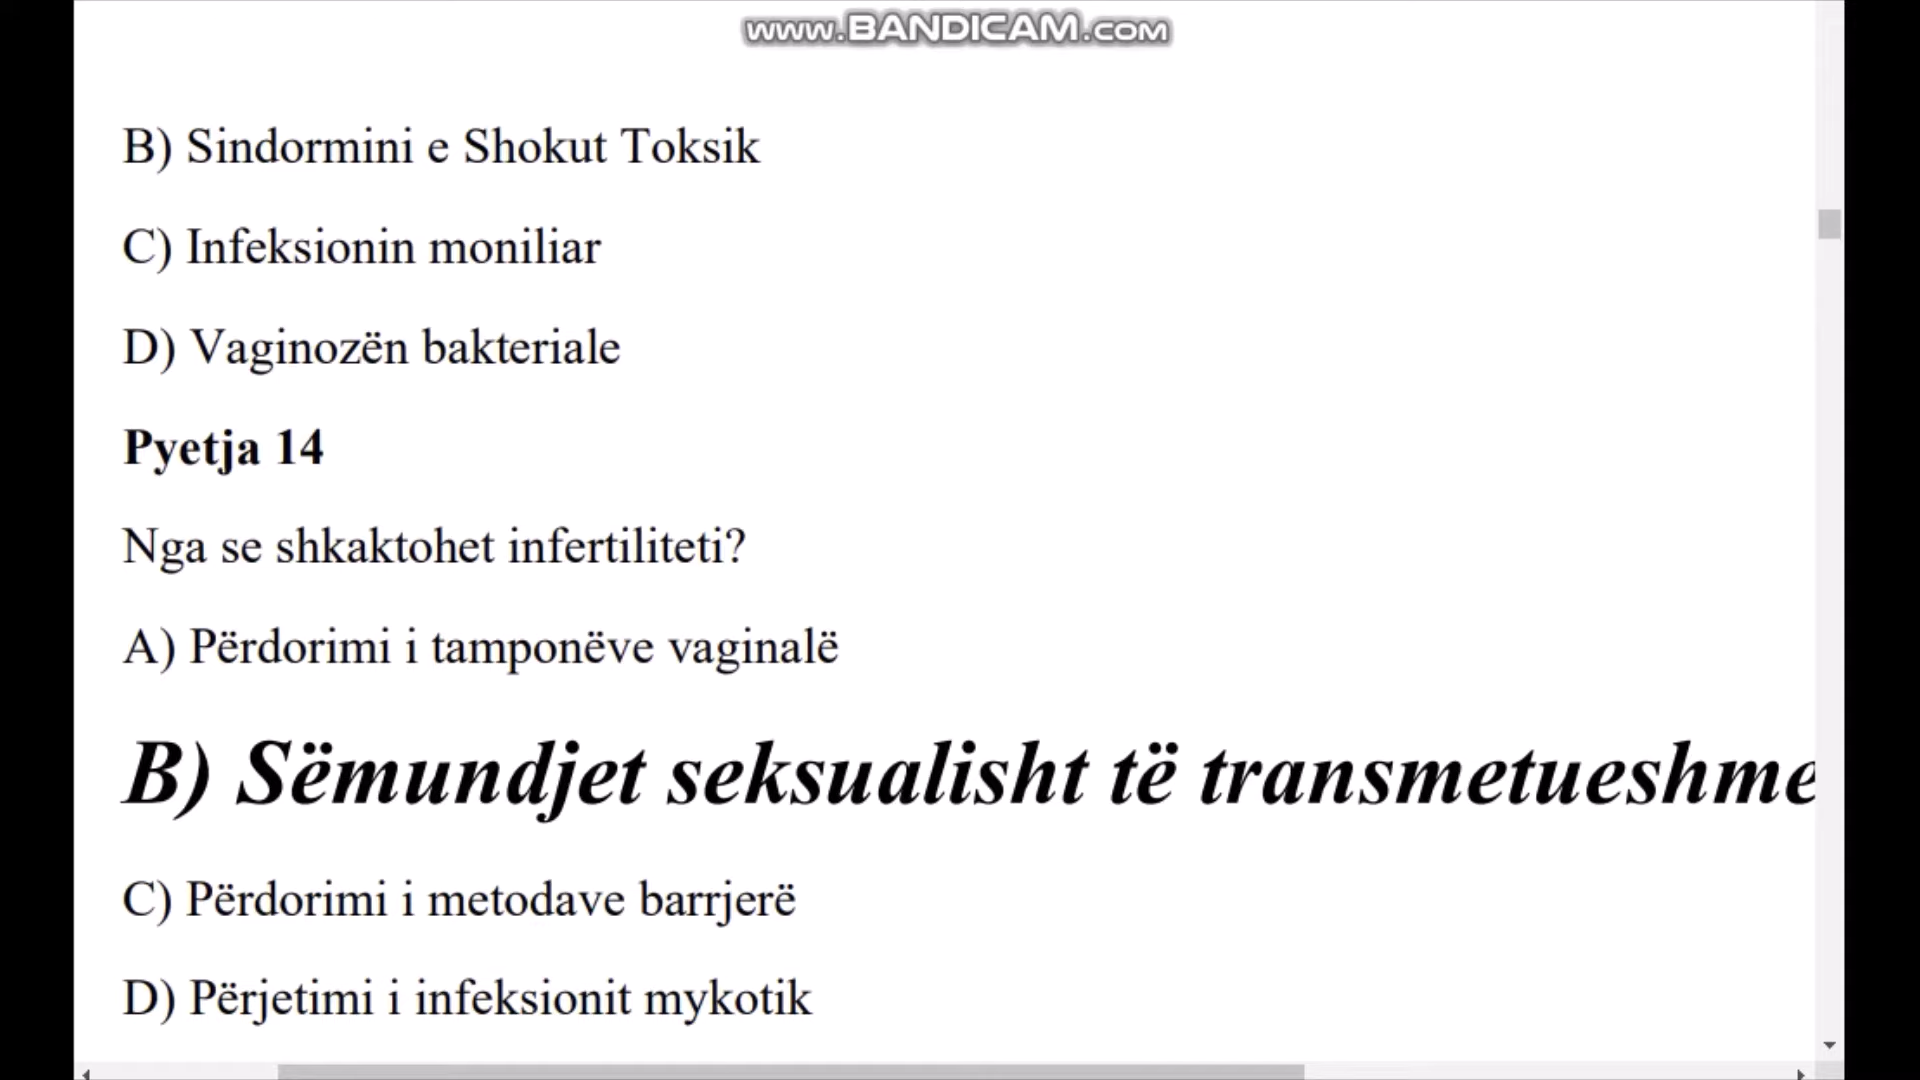 www.BANDICAM.com
B) Sindormini e Shokut Toksik
C) Infeksionin moniliar
D) Vaginozën bakteriale
Pyetja 14
Nga se shkaktohet infertiliteti?
A) Përdorimi i tamponëve vaginalë
B) Sëmundjet seksualisht të transmetueshme
C) Përdorimi i metodave barrjerë
D) Përjetimi i infeksionit mykotik